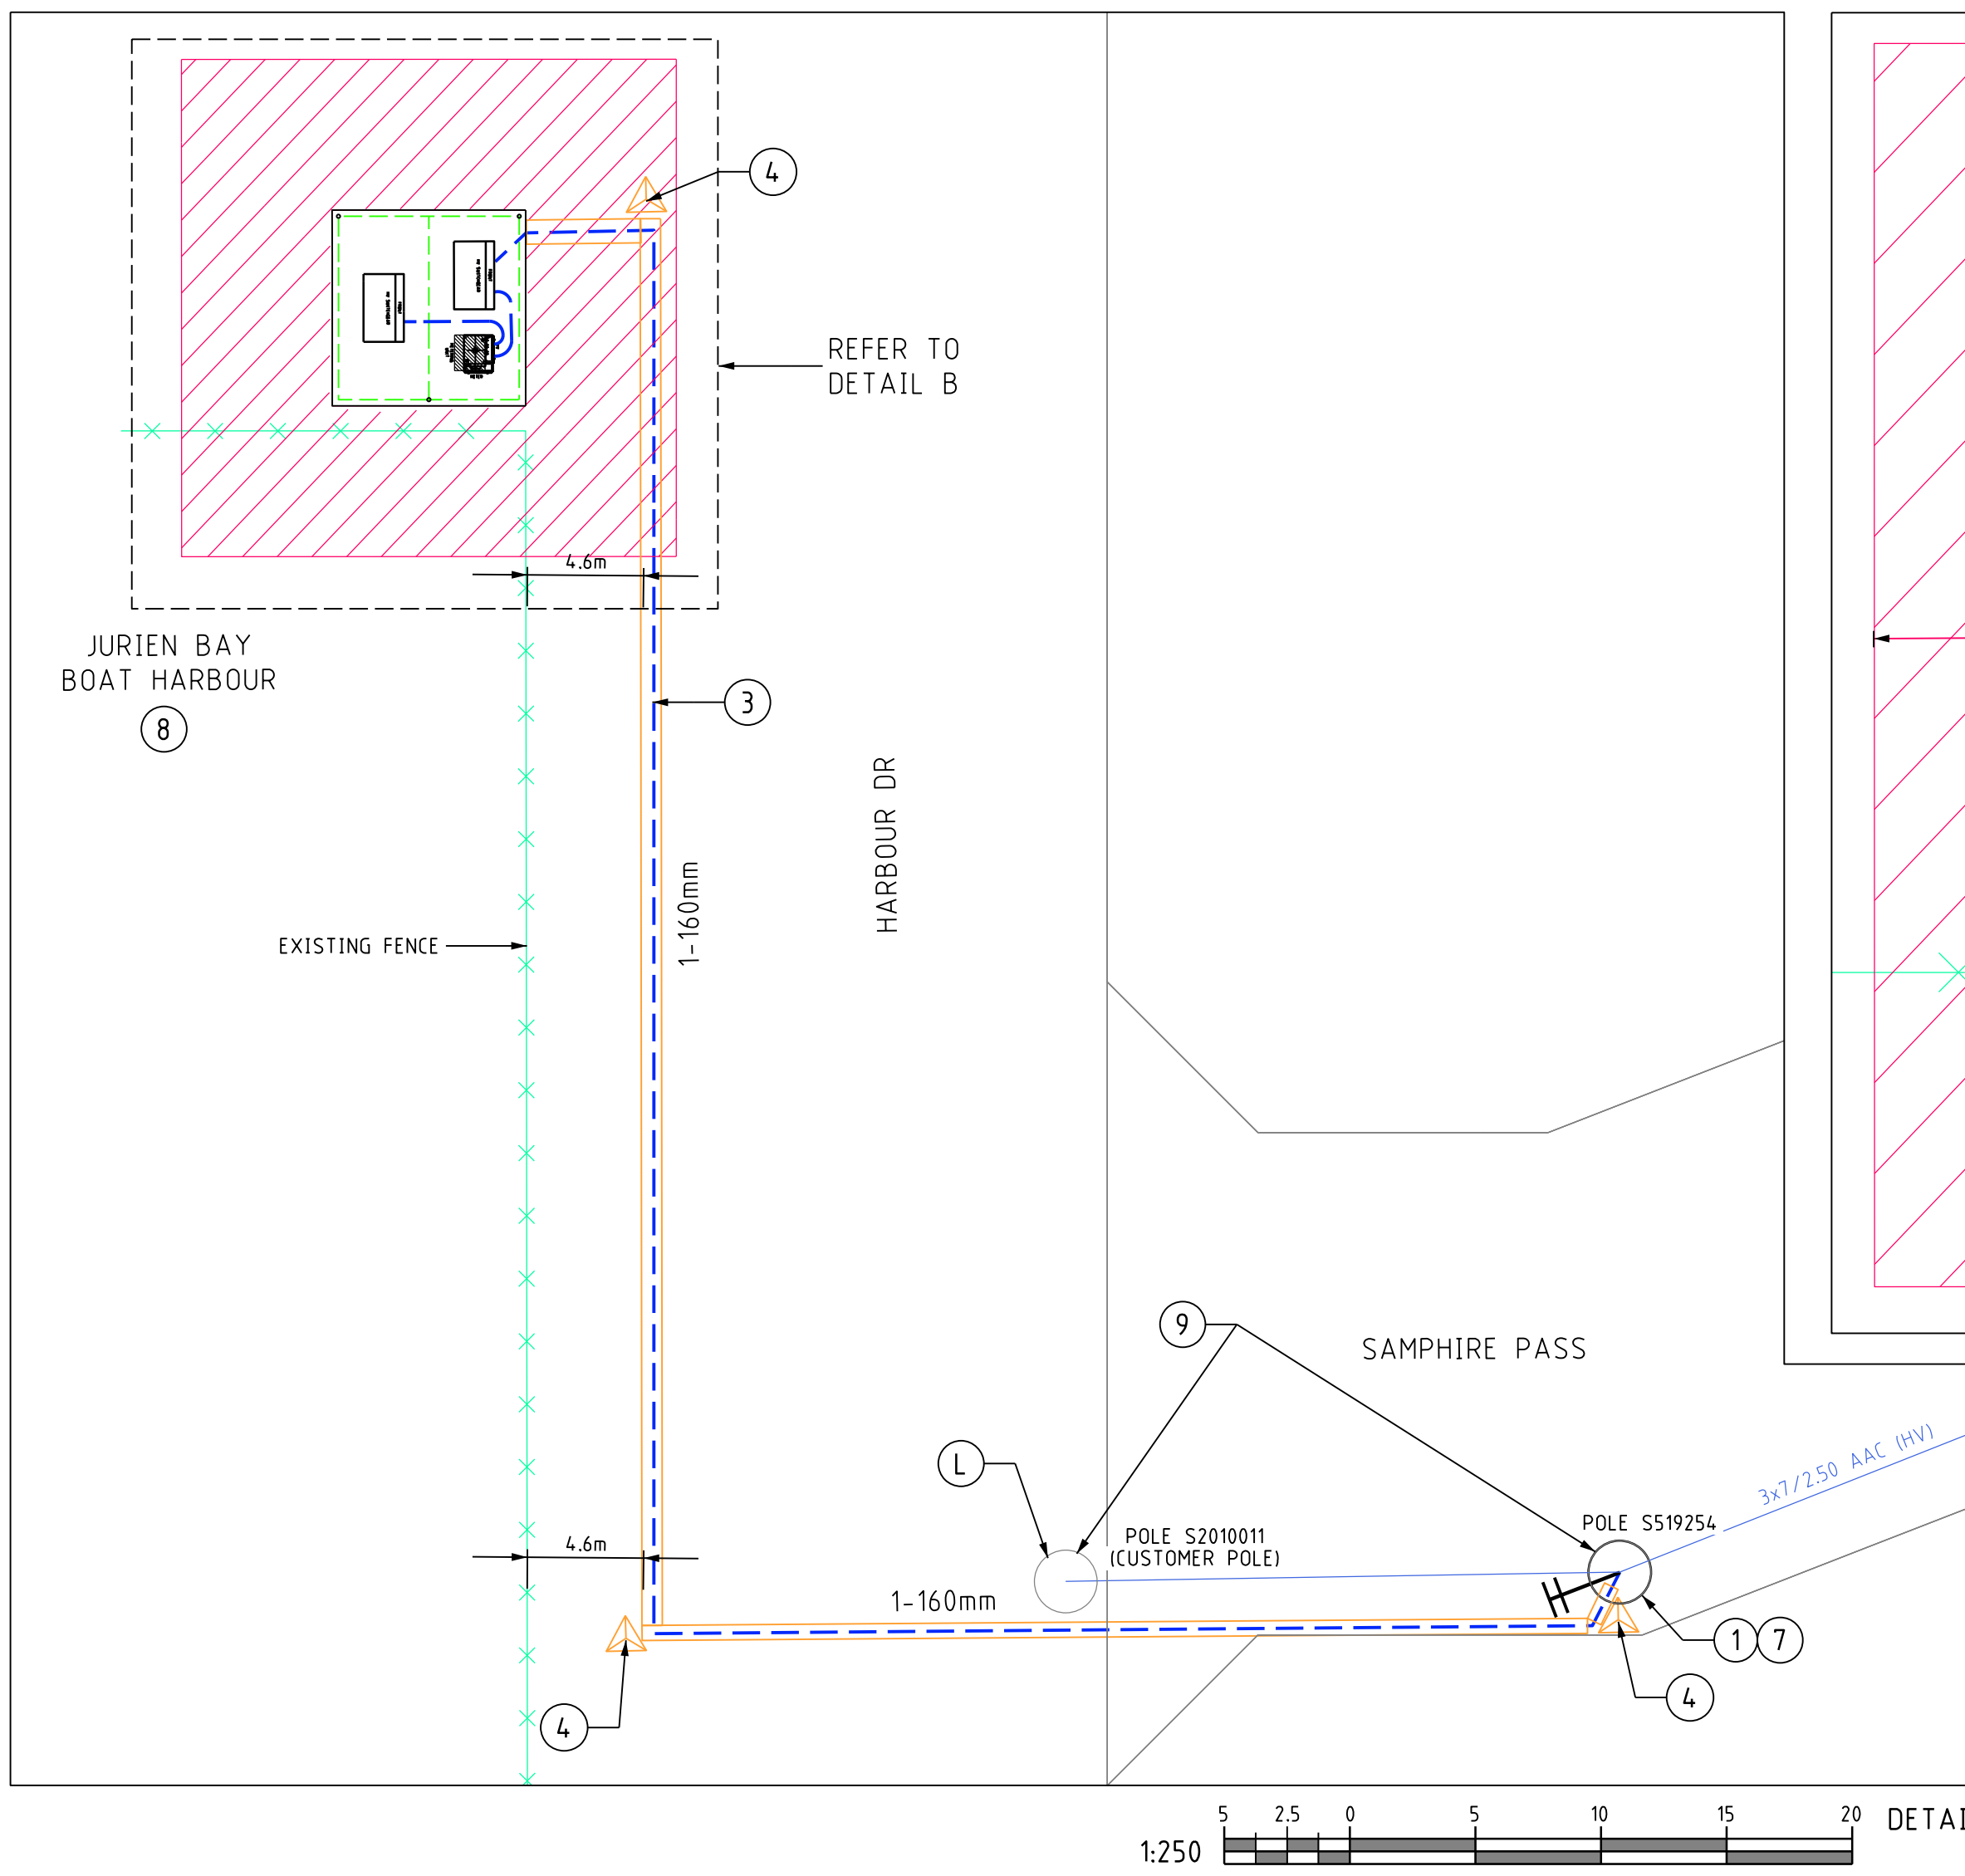 4
REFER TO
DETAIL B
4.6m
JURIEN BAY
BOAT HARBOUR
8
3
HARBOUR DR
1-160mm
EXISTING FENCE
9
SAMPHIRE PASS
3x7/2.50 AAC (HV)
L
POLE S519254
POLE S2010011
(CUSTOMER POLE)
4.6m
1-160mm
1 7
4
4
5 2.5 0 5 10 15 20
1:250